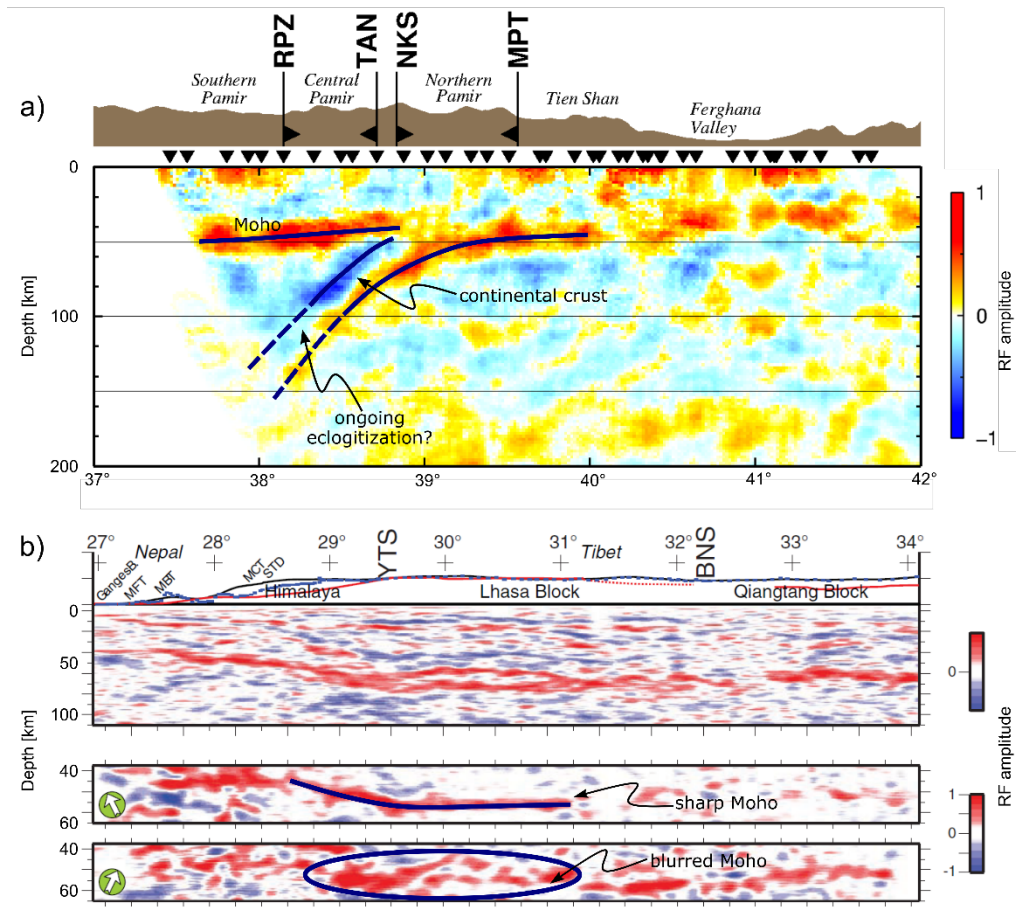 RPZ TAN NKS MPT
a) Southern Pamir Central Pamir Northern Pamir Tien Shan Ferghana Valley
0
Moho
50
continental crust
100
ongoing eclogitization?
150
200
Depth [km]
37° 38° 39° 40° 41° 42°
1
0
−1
RF amplitude
b) 27° 28° 29° 30° 31° 32° 33° 34°
Nepal YTS Tibet BNS
GangesB. MFT MBT MCT STD
Himalaya Lhasa Block Qiangtang Block
0
50
100
0
Depth [km]
40
sharp Moho
60
40
blurred Moho
60
1
0
-1
RF amplitude